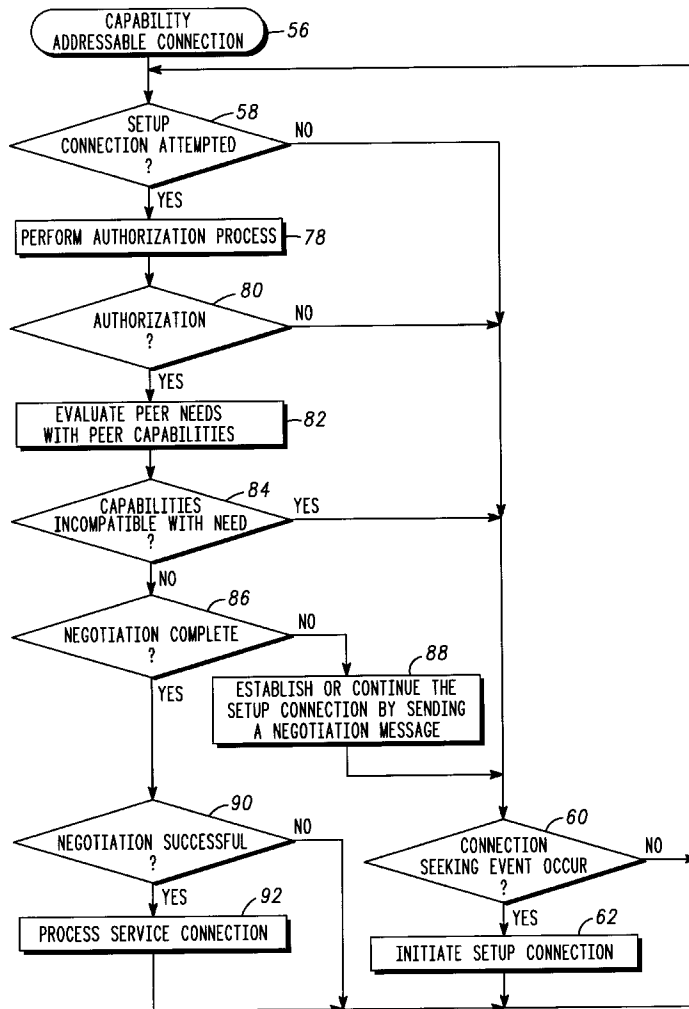 CAPABILITY
ADDRESSABLE CONNECTION
56
58
SETUP
CONNECTION ATTEMPTED
?
NO
YES
PERFORM AUTHORIZATION PROCESS
78
80
AUTHORIZATION
?
NO
YES
EVALUATE PEER NEEDS
WITH PEER CAPABILITIES
82
84
CAPABILITIES
INCOMPATIBLE WITH NEED
?
YES
NO
86
NEGOTIATION COMPLETE
?
NO
YES
88
ESTABLISH OR CONTINUE THE
SETUP CONNECTION BY SENDING
A NEGOTIATION MESSAGE
90
NEGOTIATION SUCCESSFUL
?
NO
YES
60
CONNECTION
SEEKING EVENT OCCUR
?
NO
YES
92
PROCESS SERVICE CONNECTION
62
INITIATE SETUP CONNECTION